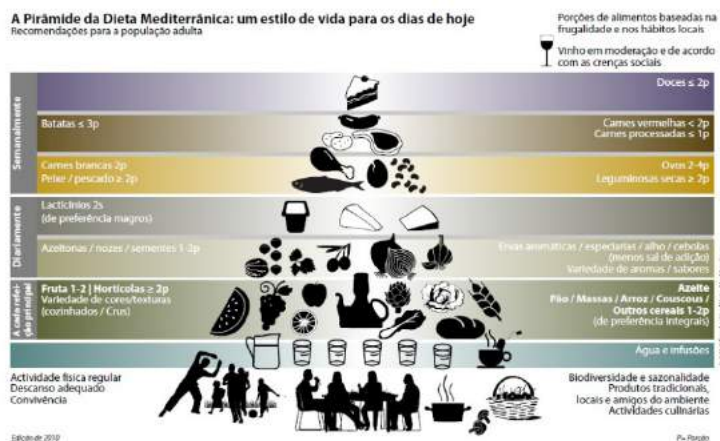 A Pirâmide da Dieta Mediterrânica: um estilo de vida para os dias de hoje
Recomendações para a população adulta
Porções de alimentos baseadas na
frugalidade e nos hábitos locais
Vinho em moderação e de acordo
com as crenças sociais
Semanalmente
Doces ≤ 2p
Batatas ≤ 3p
Carnes vermelhas < 2p
Carnes processadas ≤ 1p
Carnes brancas 2p
Peixe / pescado ≥ 2p
Ovos 2-4p
Leguminosas secas ≥ 2p
Diariamente
Lacticínios 2s
(de preferência magros)
Azeitonas / nozes / sementes 1-2p
Ervas aromáticas / especiarias / alho / cebolas
(menos sal de adição)
Variedade de aromas / sabores
A cada refei-
ção principal
Fruta 1-2 | Hortícolas ≥ 2p
Variedade de cores/texturas
(cozinhados / Crus)
Azeite
Pão / Massas / Arroz / Couscous /
Outros cereais 1-2p
(de preferência integrais)
Água e infusões
Actividade física regular
Descanso adequado
Convivência
Biodiversidade e sazonalidade
Produtos tradicionais,
locais e amigos do ambiente
Actividades culinárias
Edição de 2010
P= Porção